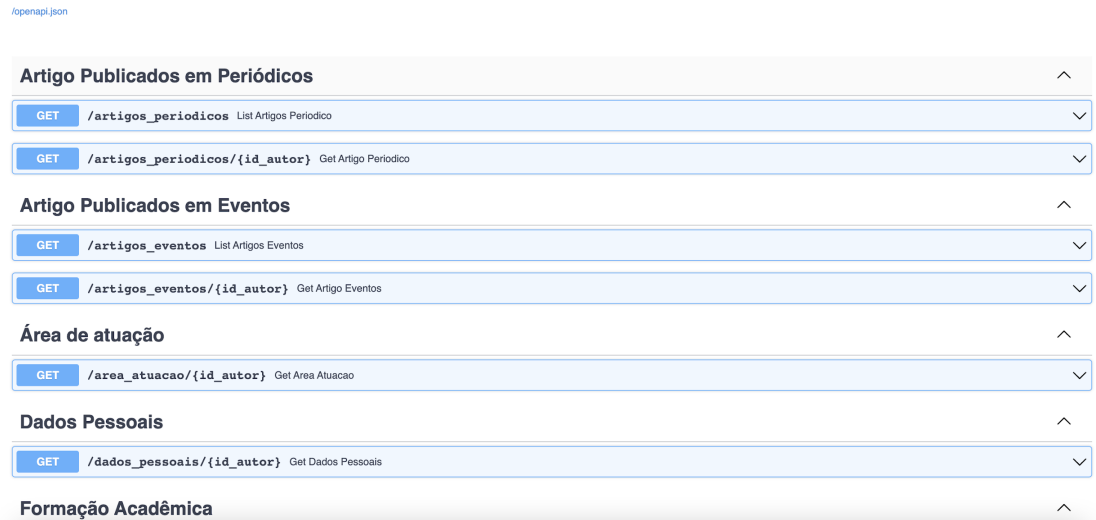 /openapi.json
Artigo Publicados em Periódicos
GET /artigos_periodicos List Artigos Periodico
GET /artigos_periodicos/{id_autor} Get Artigo Periodico
Artigo Publicados em Eventos
GET /artigos_eventos List Artigos Eventos
GET /artigos_eventos/{id_autor} Get Artigo Eventos
Área de atuação
GET /area_atuacao/{id_autor} Get Area Atuacao
Dados Pessoais
GET /dados_pessoais/{id_autor} Get Dados Pessoais
Formação Acadêmica